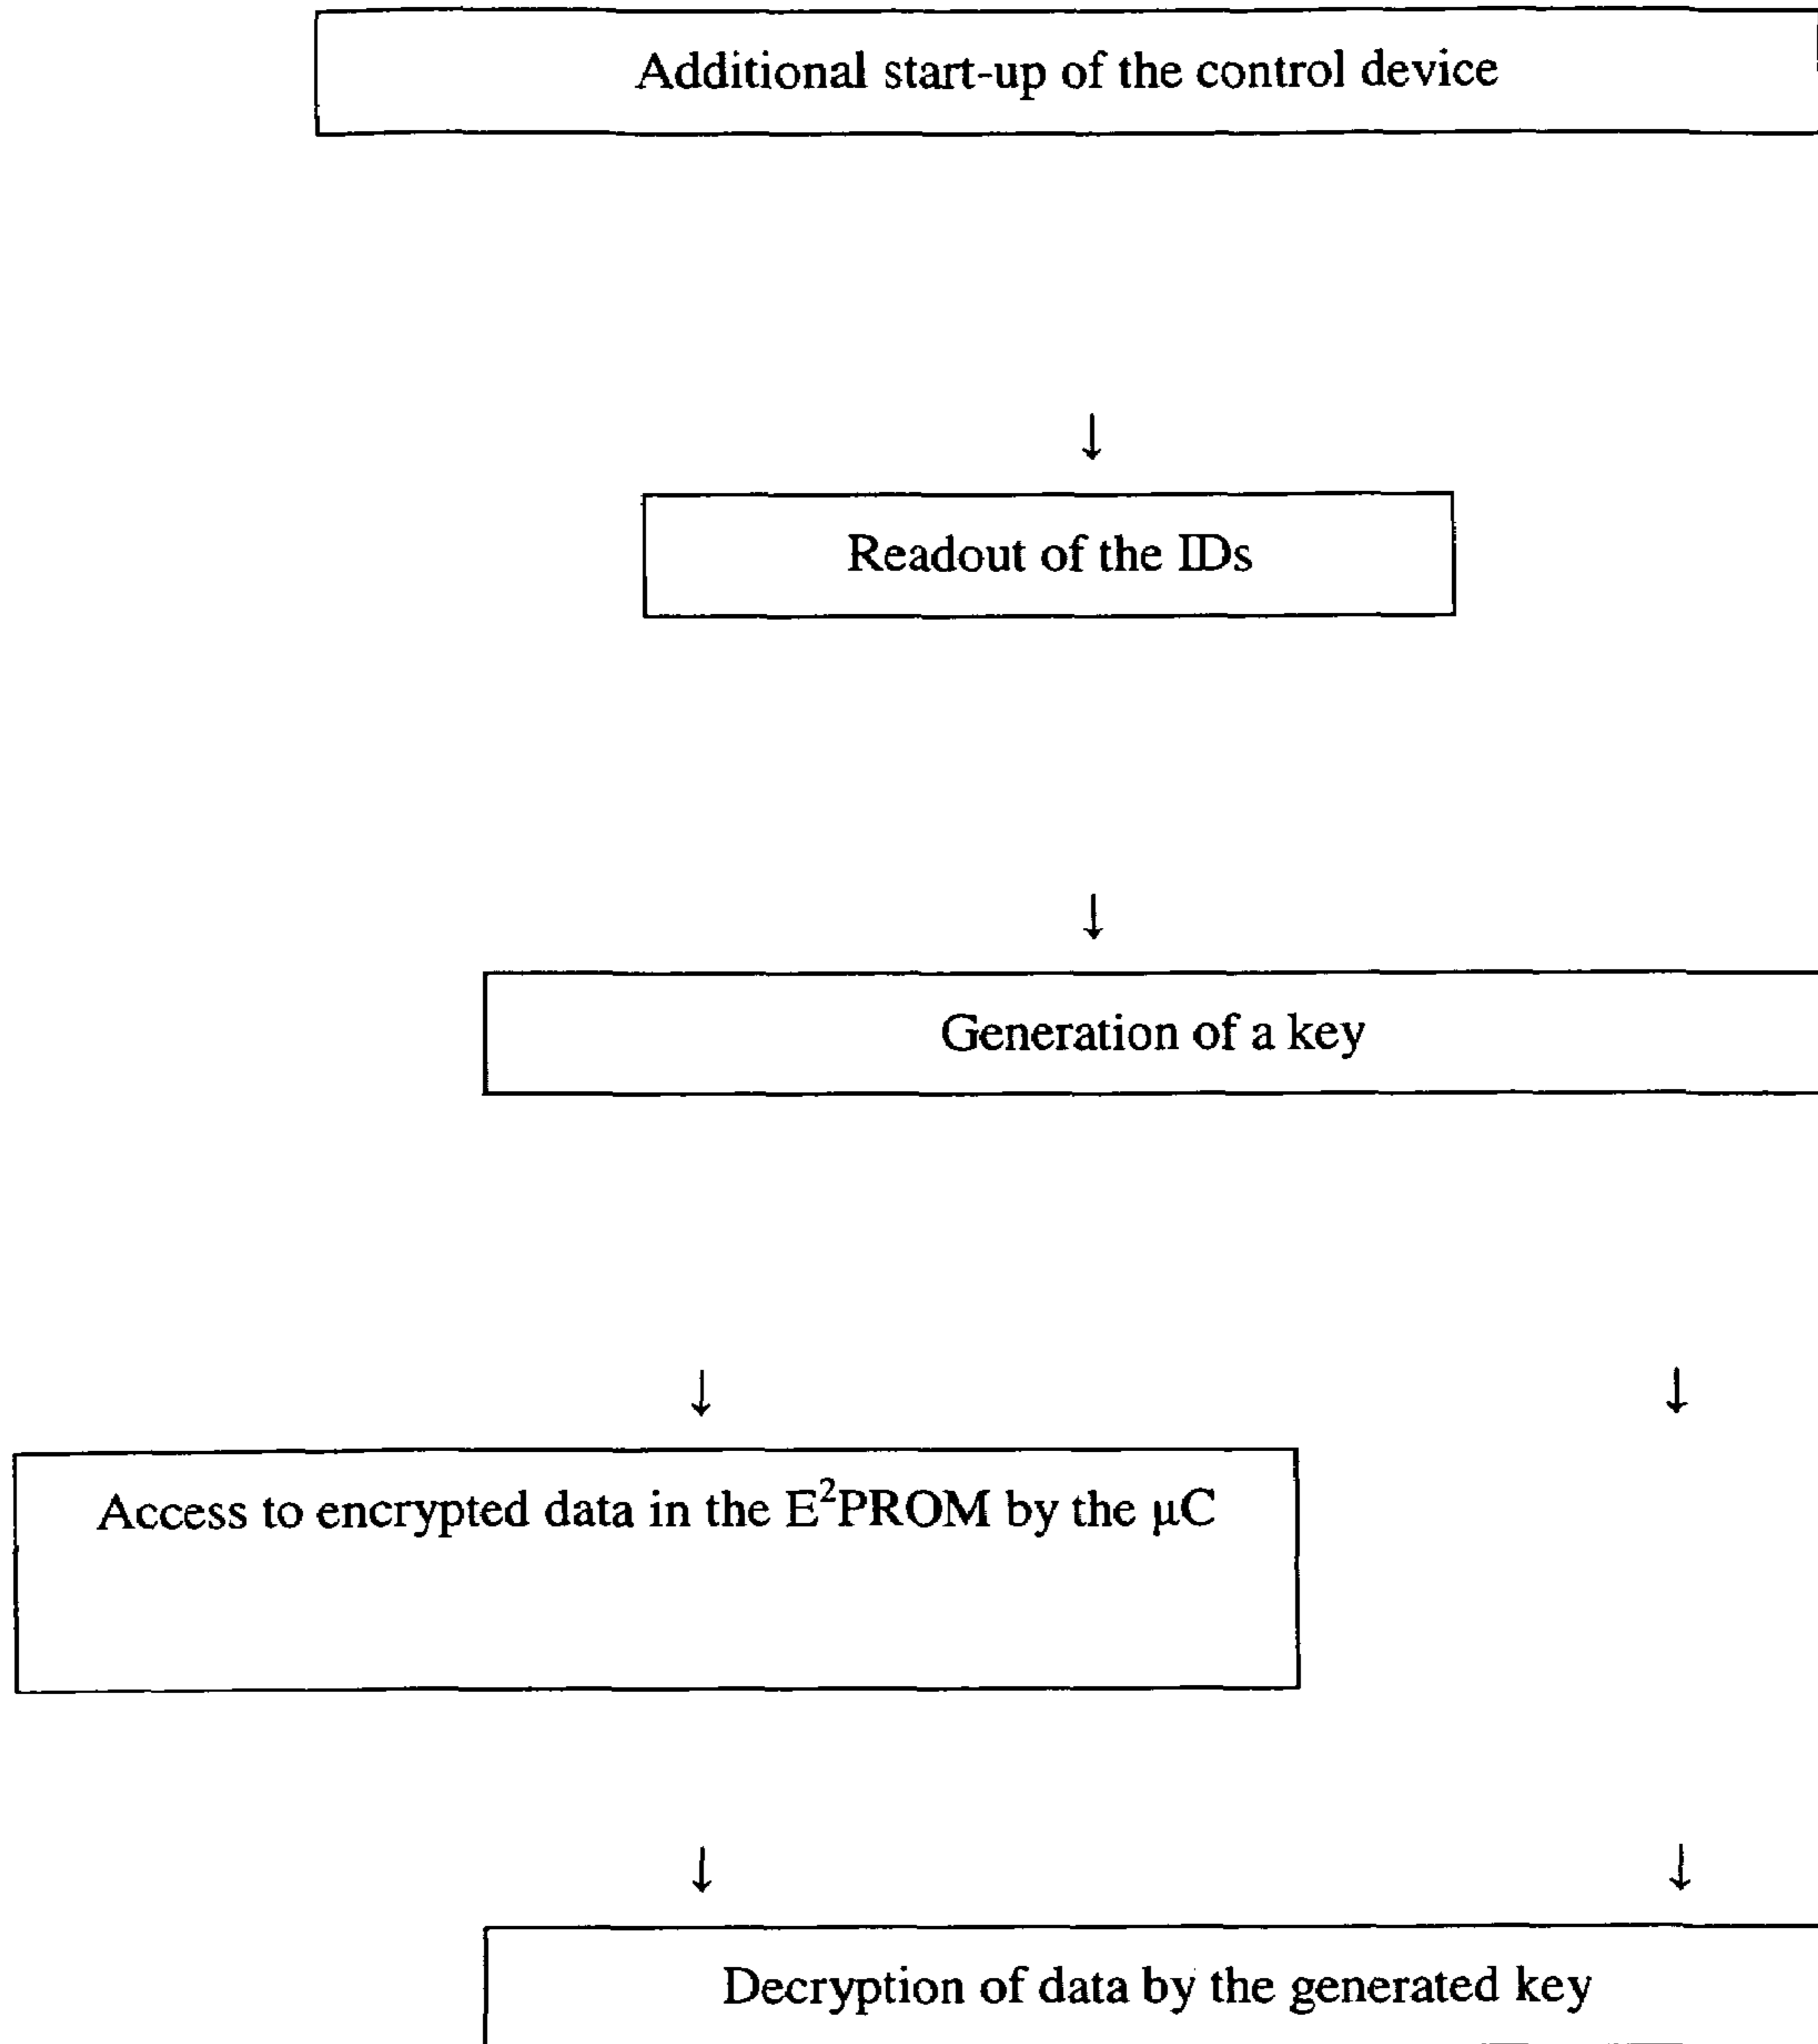 Additional start-up of the control device
↓
Readout of the IDs
↓
Generation of a key
↓ ↓
Access to encrypted data in the E²PROM by the µC
↓ ↓
Decryption of data by the generated key